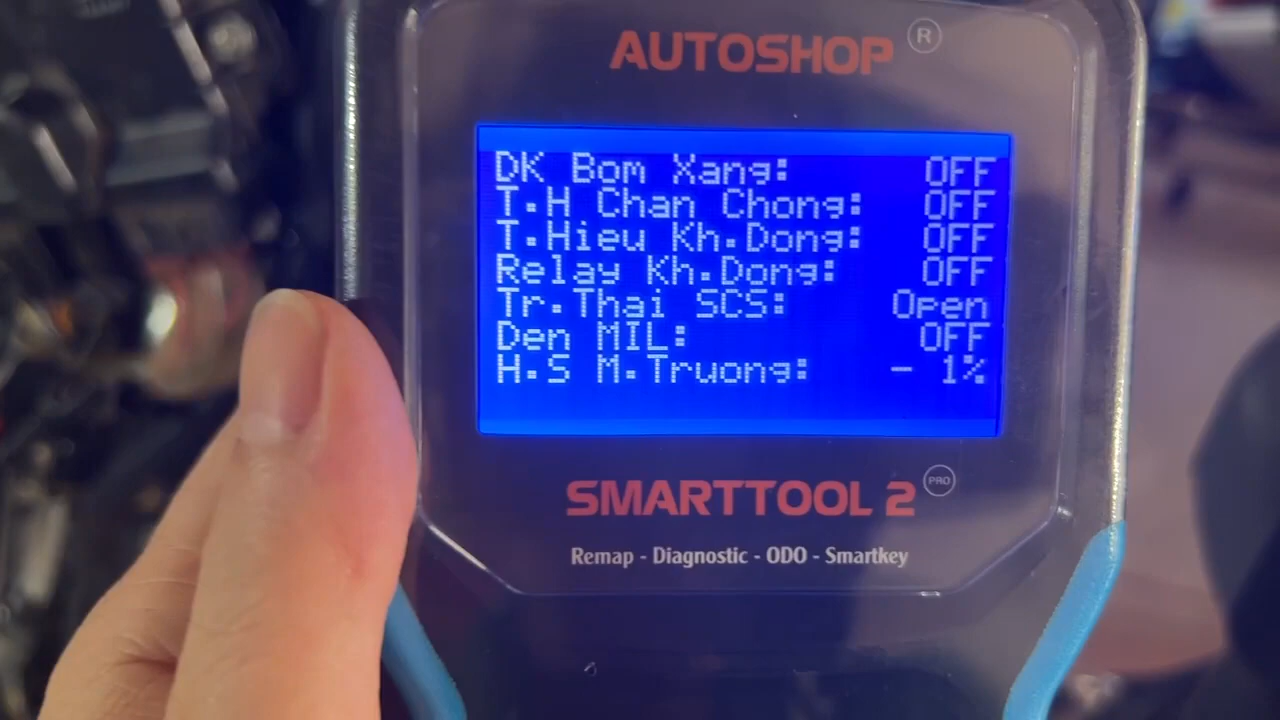 AUTOSHOP ®
DK Bom Xang: OFF
T.H Chan Chong: OFF
T.Hieu Kh.Dong: OFF
Relay Kh.Dong: OFF
Tr.Thai SCS: Open
Den MIL: OFF
H.S M.Truong: - 1%
SMARTTOOL 2 PRO
Remap - Diagnostic - ODO - Smartkey